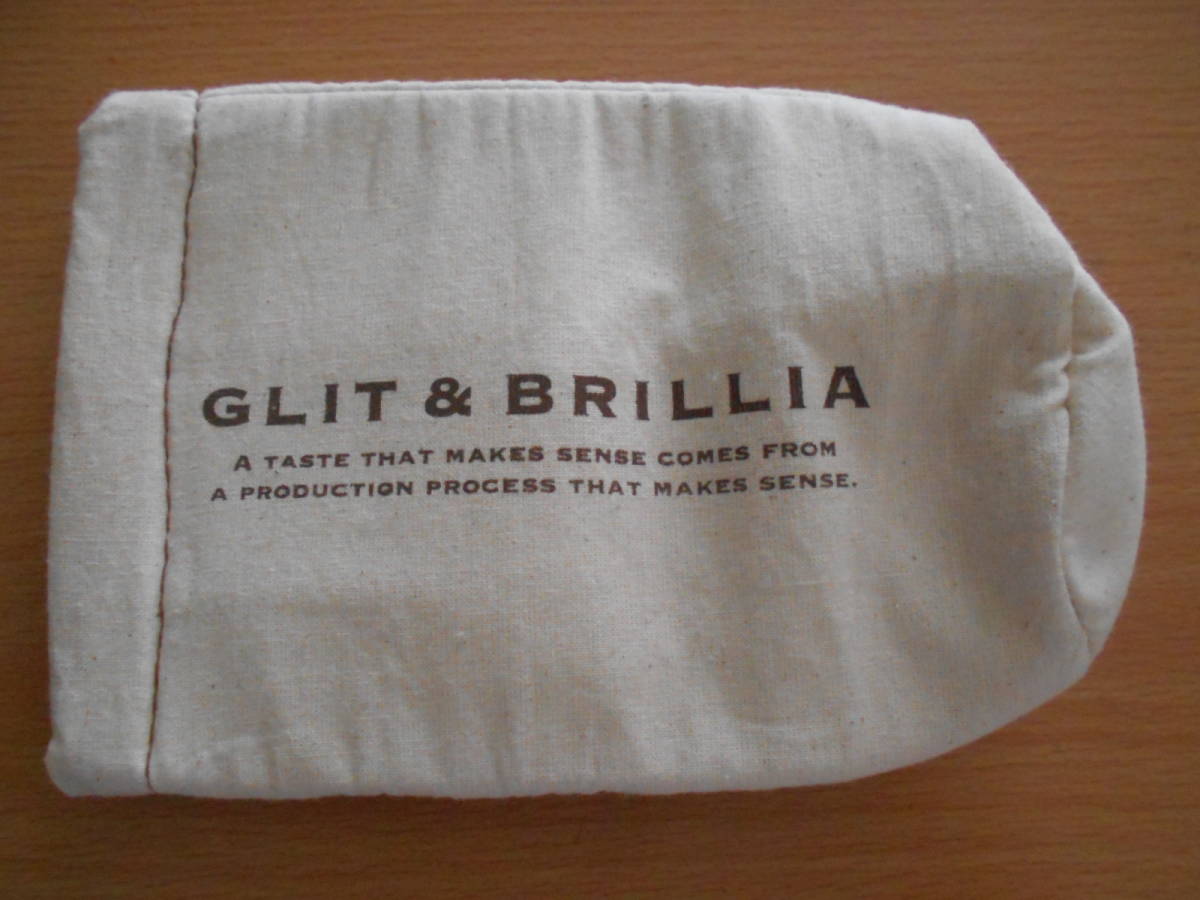 GLIT & BRILLIA
A TASTE THAT MAKES SENSE COMES FROM
A PRODUCTION PROCESS THAT MAKES SENSE.